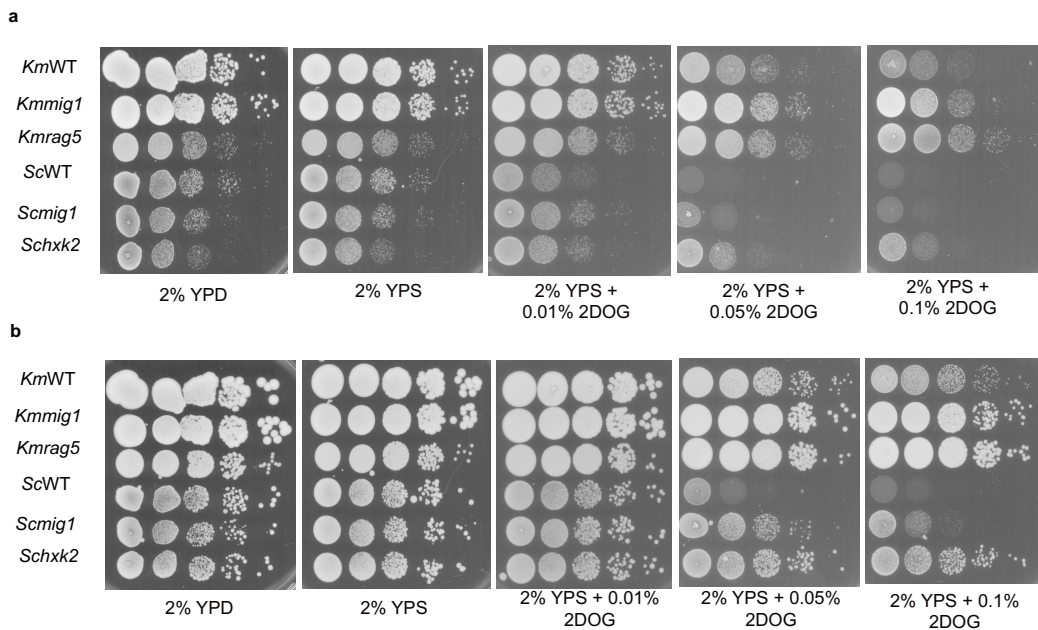 a
KmWT
Kmmig1
Kmrag5
ScWT
Scmig1
Schxk2
2% YPD
2% YPS
2% YPS +
0.01% 2DOG
2% YPS +
0.05% 2DOG
2% YPS +
0.1% 2DOG
b
KmWT
Kmmig1
Kmrag5
ScWT
Scmig1
Schxk2
2% YPD
2% YPS
2% YPS + 0.01%
2DOG
2% YPS + 0.05%
2DOG
2% YPS + 0.1%
2DOG